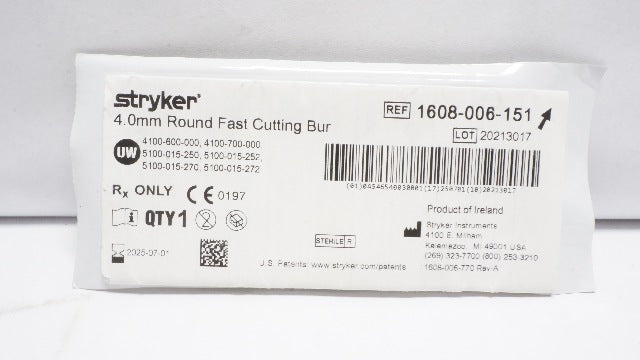 stryker®
4.0mm Round Fast Cutting Bur
UW
4100-600-000, 4100-700-000
5100-015-250, 5100-015-252,
5100-015-270, 5100-015-272
Rx ONLY CE 0197
QTY 1
2025-07-01
REF 1608-006-151
LOT 20213017
Product of Ireland
Stryker Instruments
4100 E. Milham
Kalamazoo, MI 49001 USA
(269) 323-7700 (800) 253-3210
1608-006-770 Rev-A
STERILE R
U.S. Patents: www.stryker.com/patents